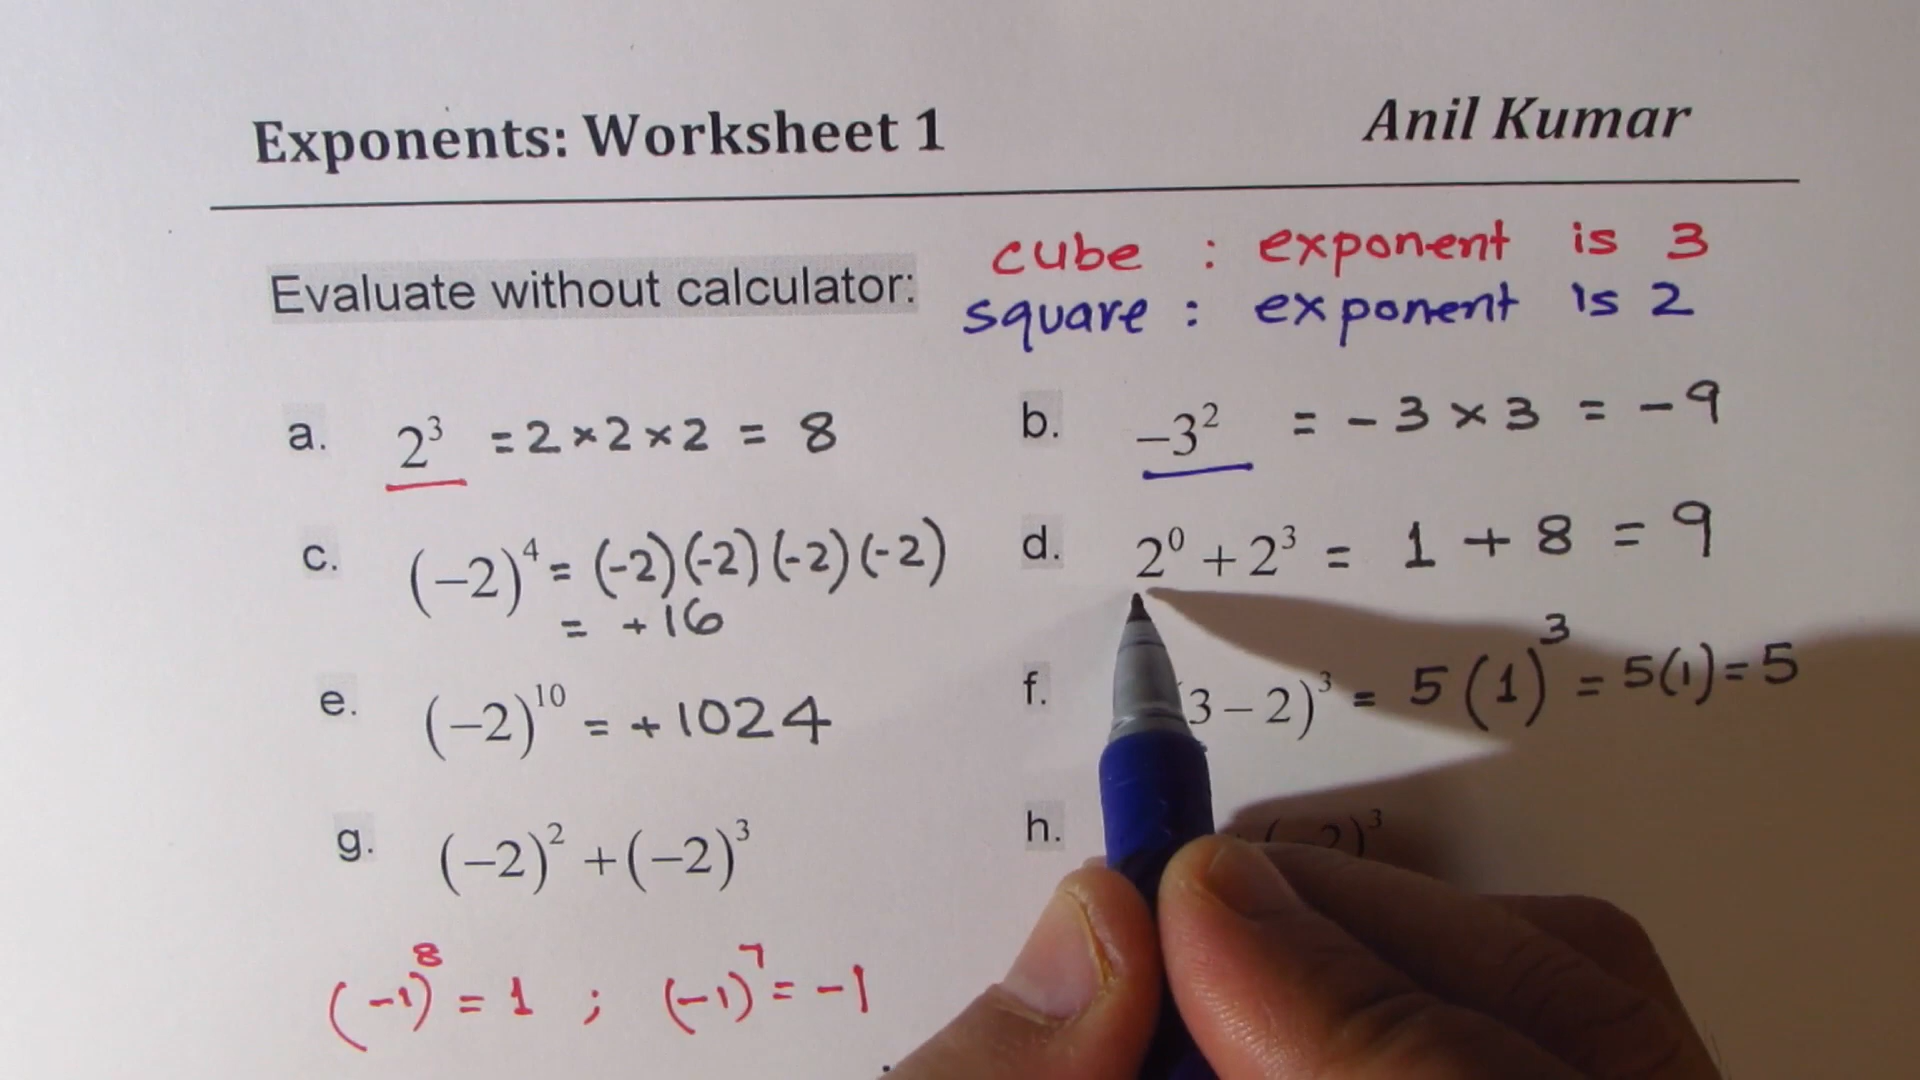 Exponents: Worksheet 1 Anil Kumar
Evaluate without calculator: cube : exponent is 3
square : exponent is 2
a. 2³ = 2 × 2 × 2 = 8 b. −3² = − 3 × 3 = − 9
c. (−2)⁴ = (-2)(-2)(-2)(-2) d. 2⁰ + 2³ = 1 + 8 = 9
= + 16
e. (−2)¹⁰ = + 1024 f. 3 − 2)³ = 5 (1)³ = 5(1) = 5
g. (−2)² + (−2)³ h. 2)³
(−1)⁸ = 1 ; (−1)⁷ = −1